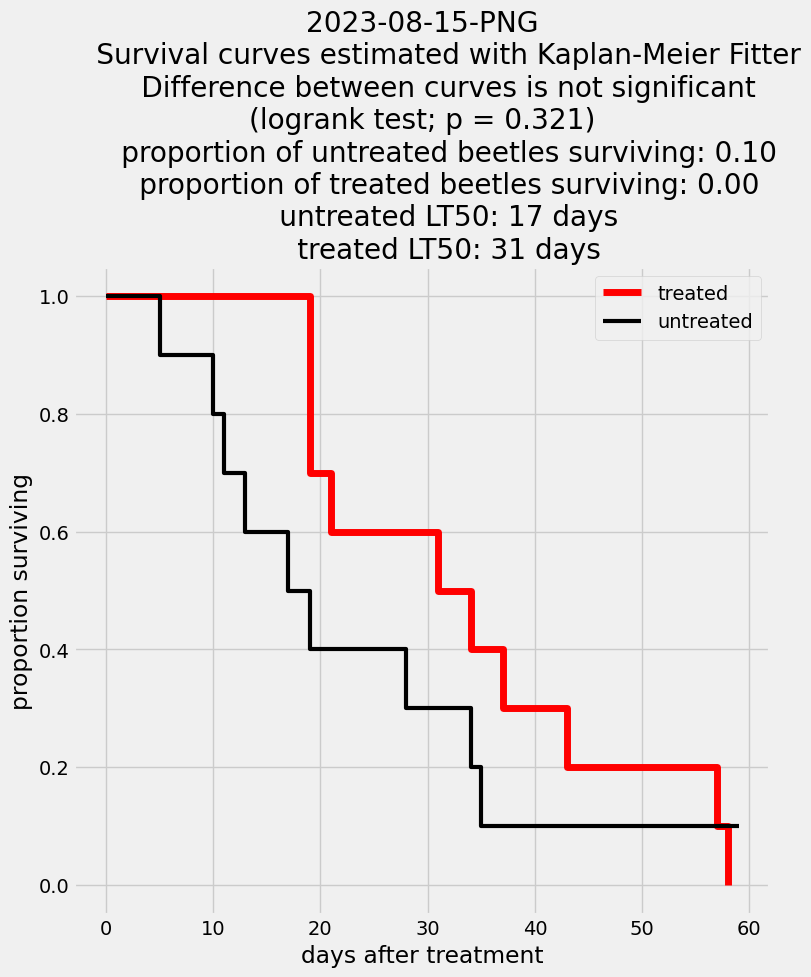 2023-08-15-PNG
Survival curves estimated with Kaplan-Meier Fitter
Difference between curves is not significant
(logrank test; p = 0.321)
proportion of untreated beetles surviving: 0.10
proportion of treated beetles surviving: 0.00
untreated LT50: 17 days
treated LT50: 31 days
treated
untreated
1.0
0.8
0.6
0.4
0.2
0.0
proportion surviving
0 10 20 30 40 50 60
days after treatment